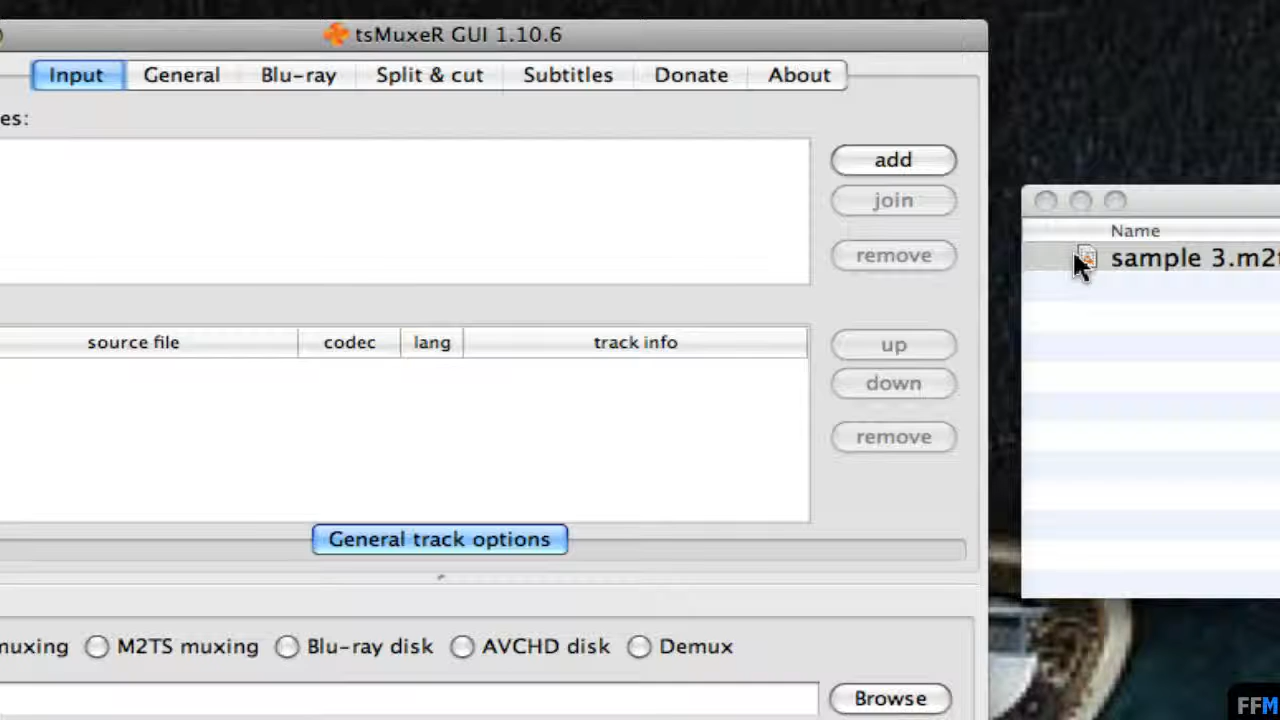 tsMuxeR GUI 1.10.6
Input General Blu-ray Split & cut Subtitles Donate About
es:
add
join
remove
Name
sample 3.m2t
source file codec lang track info
up
down
remove
General track options
muxing M2TS muxing Blu-ray disk AVCHD disk Demux
Browse
FFM